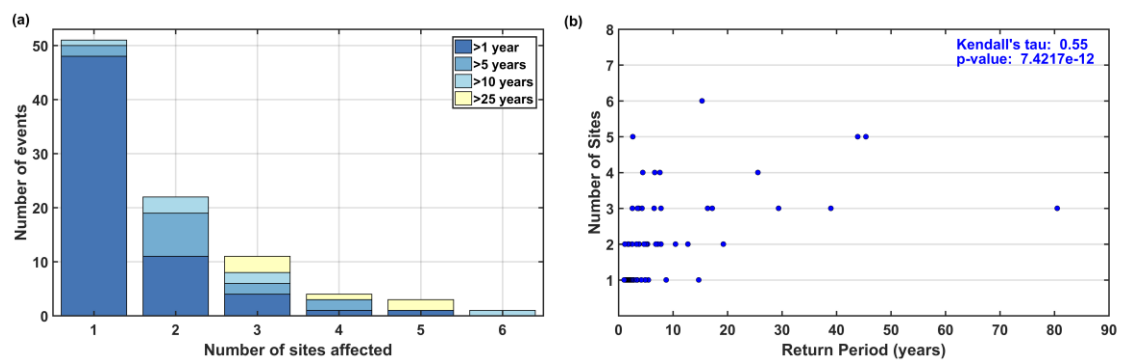 (a)
50
40
30
20
10
0
Number of events
>1 year
>5 years
>10 years
>25 years
1 2 3 4 5 6
Number of sites affected
(b)
8
7
6
5
4
3
2
1
0
Number of Sites
Kendall's tau: 0.55
p-value: 7.4217e-12
0 10 20 30 40 50 60 70 80 90
Return Period (years)